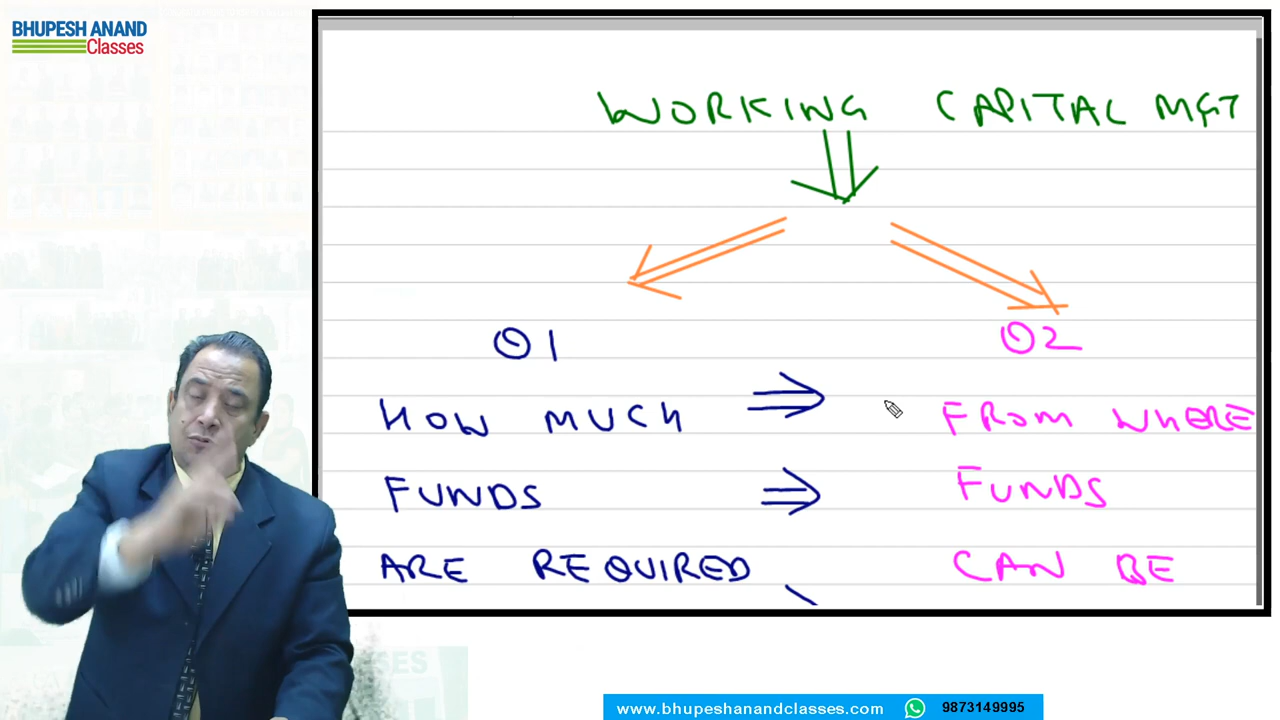 BHUPESH ANAND
Classes
WORKING CAPITAL MGT
01
HOW MUCH
FUNDS
ARE REQUIRED
02
FROM WHERE
FUNDS
CAN BE
www.bhupeshanandclasses.com 9873149995